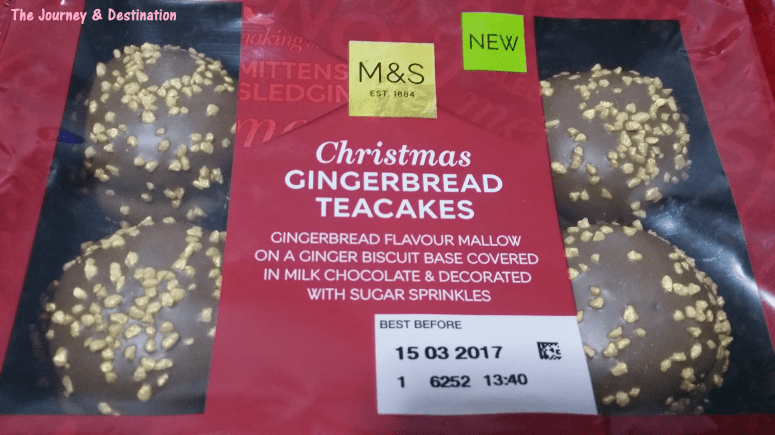 The Journey & Destination
making...
MITTENS
SLEDGIN
M&S
EST. 1884
NEW
Christmas
GINGERBREAD
TEACAKES
GINGERBREAD FLAVOUR MALLOW
ON A GINGER BISCUIT BASE COVERED
IN MILK CHOCOLATE & DECORATED
WITH SUGAR SPRINKLES
BEST BEFORE
15 03 2017
1 6252 13:40